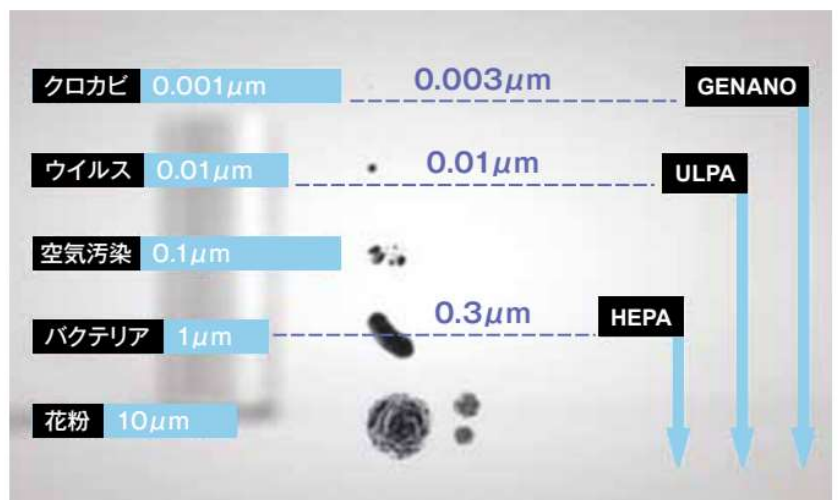 クロカビ 0.001μm 0.003μm GENANO
ウイルス 0.01μm 0.01μm ULPA
空気汚染 0.1μm
バクテリア 1μm 0.3μm HEPA
花粉 10μm